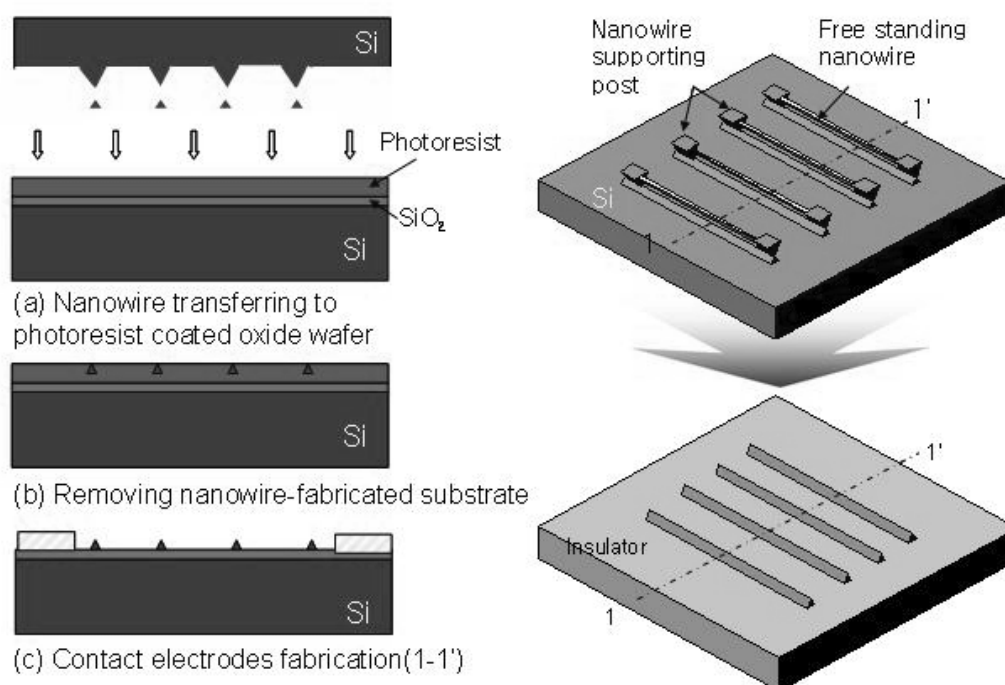 Si
Photoresist
SiO₂
Si
(a) Nanowire transferring to
photoresist coated oxide wafer
Si
(b) Removing nanowire-fabricated substrate
Si
(c) Contact electrodes fabrication(1-1')
Nanowire
supporting
post
Free standing
nanowire
1'
Si
1
1'
Insulator
1